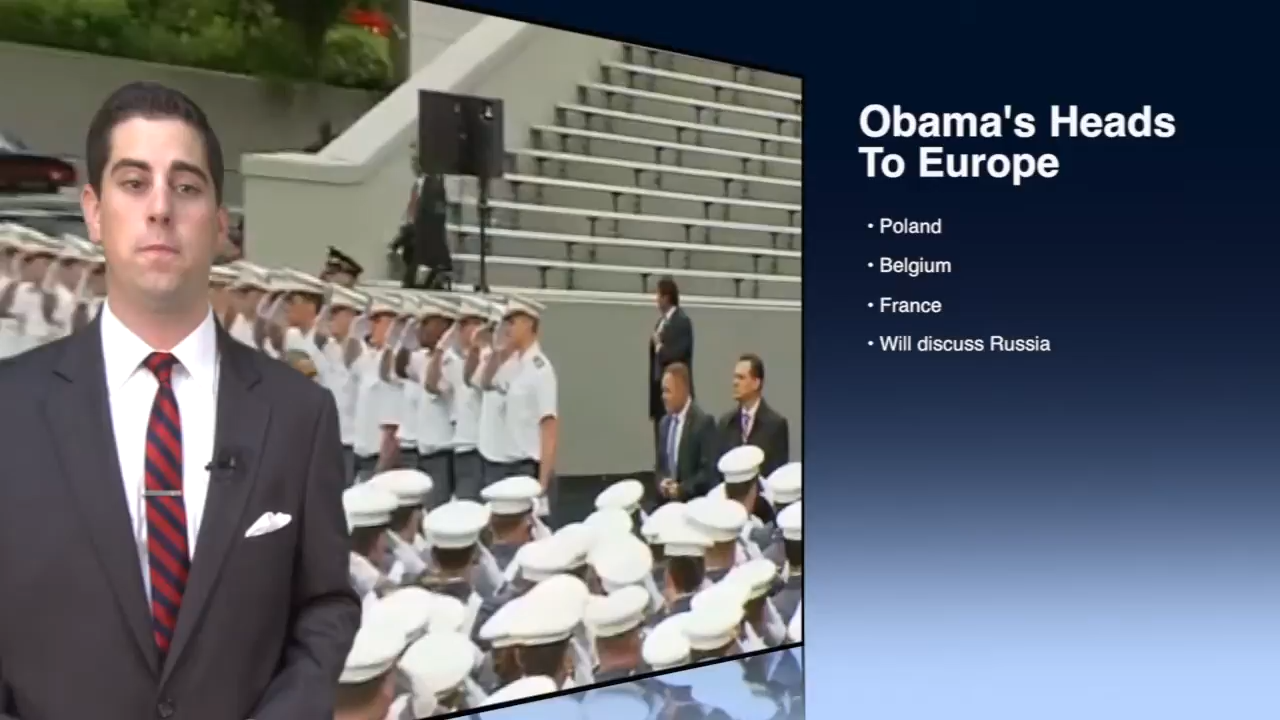 Obama's Heads
To Europe
• Poland
• Belgium
• France
• Will discuss Russia